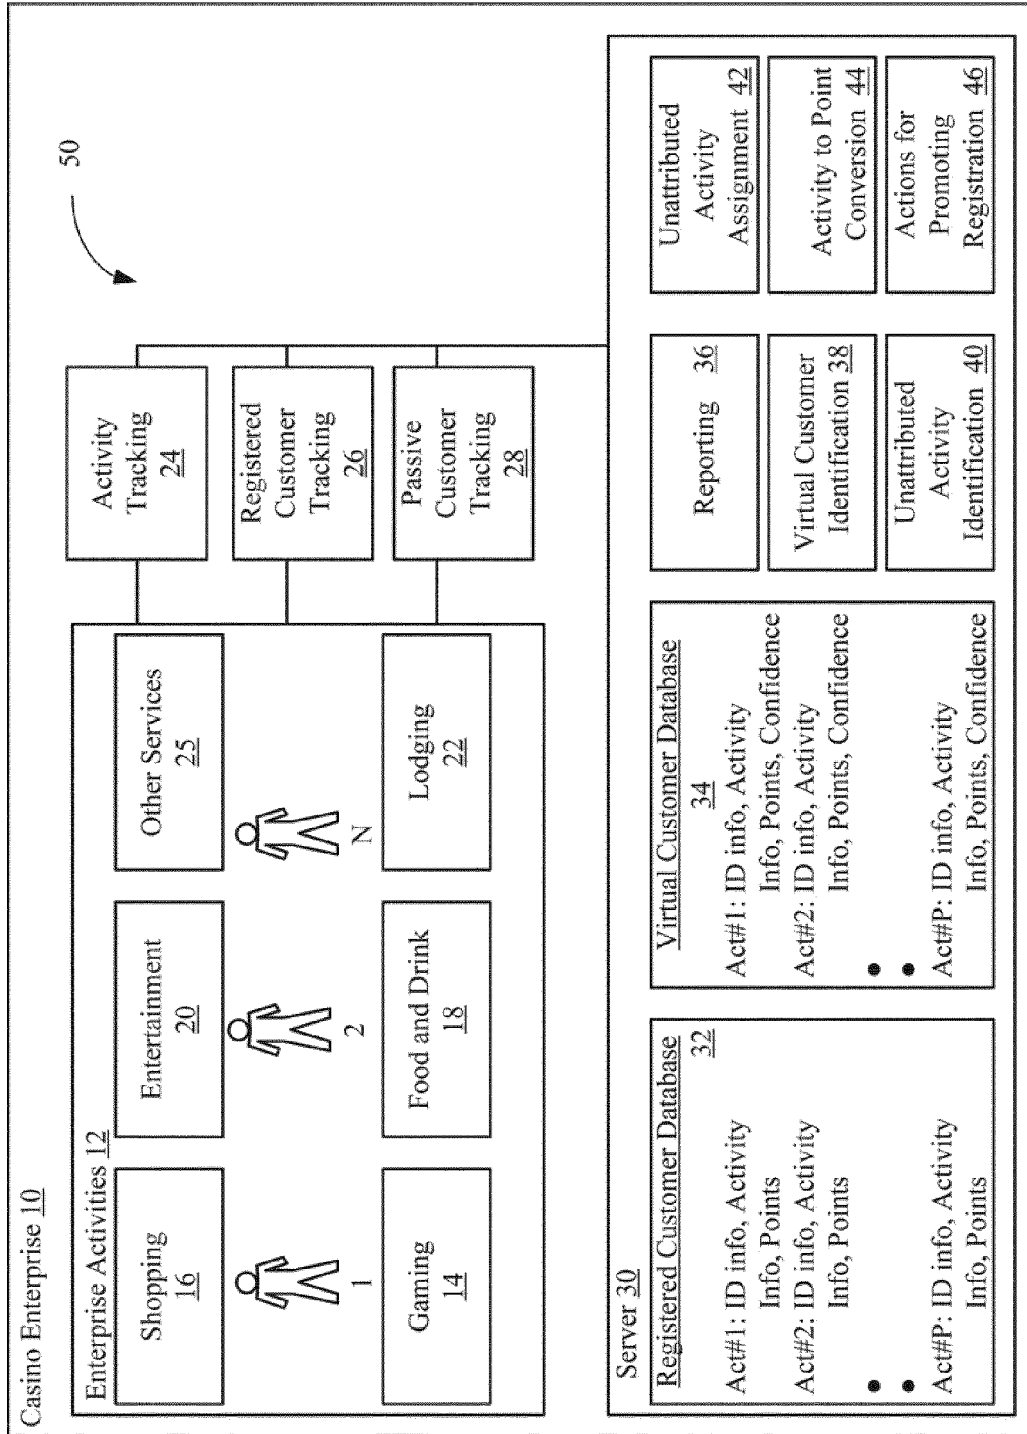 Casino Enterprise 10
50
Enterprise Activities 12
Shopping
16
Entertainment
20
Other Services
25
1
2
N
Gaming
14
Food and Drink
18
Lodging
22
Activity
Tracking
24
Registered
Customer
Tracking
26
Passive
Customer
Tracking
28
Server 30
Registered Customer Database
32
Act#1: ID info, Activity
Info, Points
Act#2: ID info, Activity
Info, Points
Act#P: ID info, Activity
Info, Points
Virtual Customer Database
34
Act#1: ID info, Activity
Info, Points, Confidence
Act#2: ID info, Activity
Info, Points, Confidence
Act#P: ID info, Activity
Info, Points, Confidence
Reporting 36
Virtual Customer
Identification 38
Unattributed
Activity
Identification 40
Unattributed
Activity
Assignment 42
Activity to Point
Conversion 44
Actions for
Promoting
Registration 46